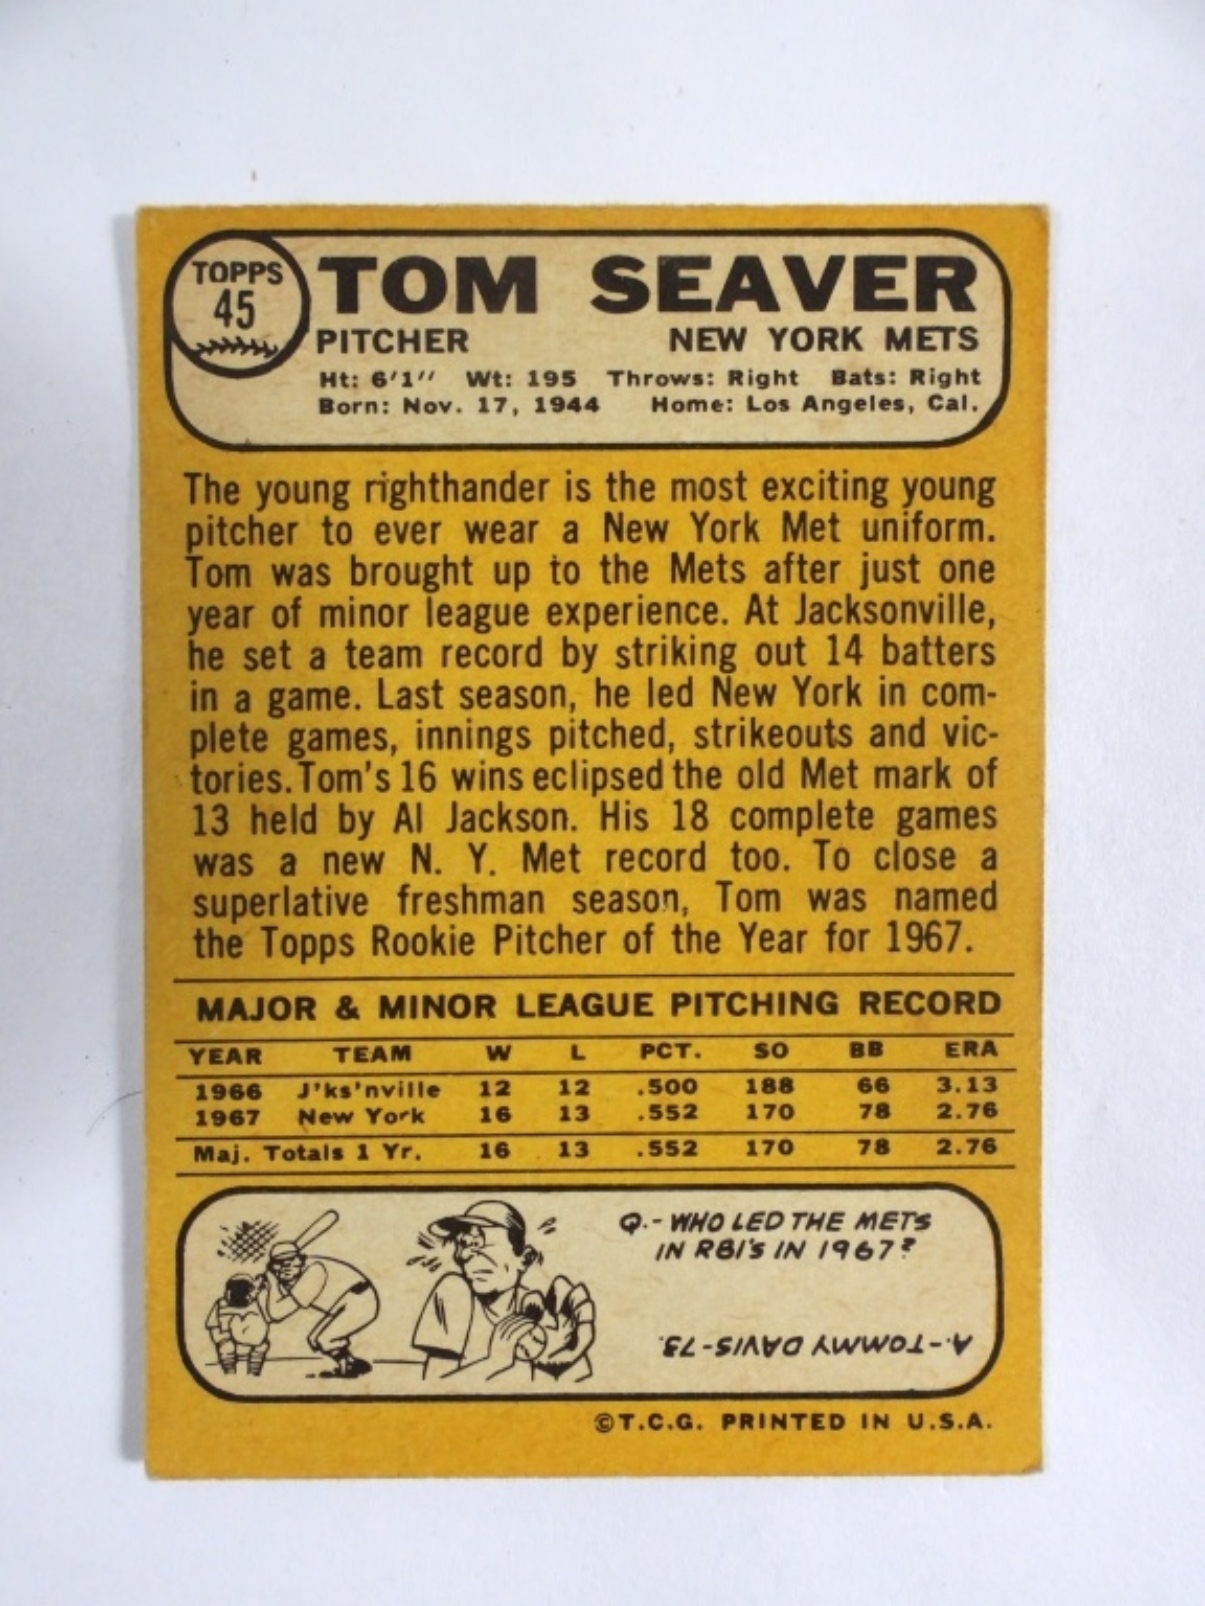 TOPPS
45
TOM SEAVER
PITCHER NEW YORK METS
Ht: 6'1" Wt: 195 Throws: Right Bats: Right
Born: Nov. 17, 1944 Home: Los Angeles, Cal.
The young righthander is the most exciting young
pitcher to ever wear a New York Met uniform.
Tom was brought up to the Mets after just one
year of minor league experience. At Jacksonville,
he set a team record by striking out 14 batters
in a game. Last season, he led New York in com-
plete games, innings pitched, strikeouts and vic-
tories. Tom's 16 wins eclipsed the old Met mark of
13 held by Al Jackson. His 18 complete games
was a new N. Y. Met record too. To close a
superlative freshman season, Tom was named
the Topps Rookie Pitcher of the Year for 1967.
MAJOR & MINOR LEAGUE PITCHING RECORD
YEAR TEAM W L PCT. SO BB ERA
1966 J'ks'nville 12 12 .500 188 66 3.13
1967 New York 16 13 .552 170 78 2.76
Maj. Totals 1 Yr. 16 13 .552 170 78 2.76
Q.-WHO LED THE METS
IN RBI'S IN 1967?
A.-TOMMY DAVIS-73.
©T.C.G. PRINTED IN U.S.A.